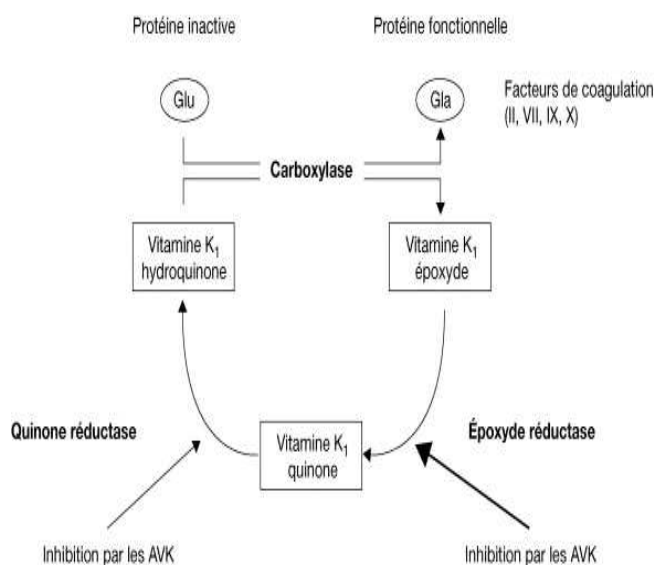 Protéine inactive
Protéine fonctionnelle
Glu
Gla
Facteurs de coagulation
(II, VII, IX, X)
Carboxylase
Vitamine K₁
hydroquinone
Vitamine K₁
époxyde
Quinone réductase
Vitamine K₁
quinone
Époxyde réductase
Inhibition par les AVK
Inhibition par les AVK